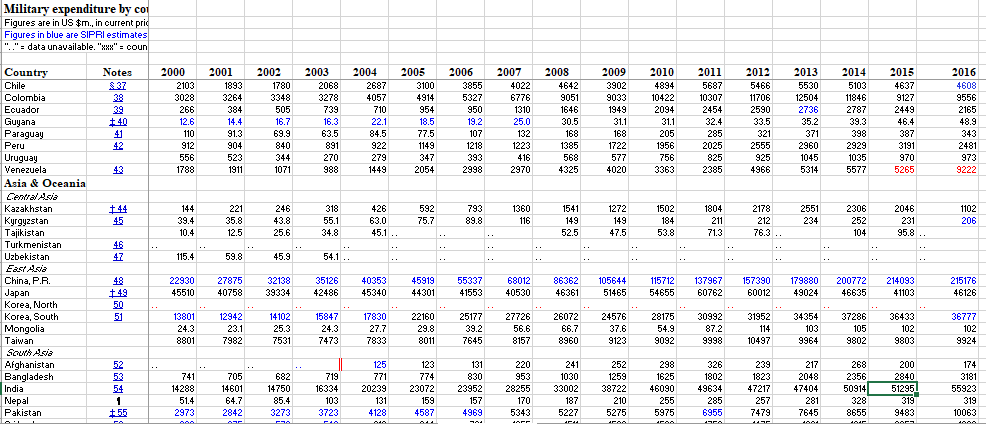 Military expenditure by cou
Figures are in US $m., in current pric
Figures in blue are SIPRI estimates
".." = data unavailable. "xxx" = coun
Country Notes 2000 2001 2002 2003 2004 2005 2006 2007 2008 2009 2010 2011 2012 2013 2014 2015 2016
Chile § 37 2103 1893 1780 2068 2687 3100 3855 4022 4642 3902 4894 5687 5466 5530 5103 4637 4608
Colombia 38 3028 3264 3348 3278 4057 4914 5327 6776 9051 9033 10422 10307 11706 12504 11846 9127 9556
Ecuador 39 266 384 505 739 710 954 950 1310 1646 1949 2094 2454 2590 2736 2787 2449 2165
Guyana ‡ 40 12.6 14.4 16.7 16.3 22.1 18.5 19.2 25.0 30.5 31.1 31.1 32.4 33.5 35.2 39.3 46.4 48.9
Paraguay 41 110 91.3 69.9 63.5 84.5 77.5 107 132 168 168 205 285 321 371 398 387 343
Peru 42 912 904 840 891 922 1149 1218 1223 1385 1722 1956 2025 2555 2960 2929 3191 2481
Uruguay 556 523 344 270 279 347 393 416 568 577 756 825 925 1045 1035 970 973
Venezuela 43 1788 1911 1071 988 1449 2054 2998 2970 4325 4020 3363 2385 4966 5314 5577 5265 9222
Asia & Oceania
Central Asia
Kazakhstan † 44 144 221 246 318 426 592 793 1360 1541 1272 1502 1804 2178 2551 2306 2046 1102
Kyrgyzstan 45 39.4 35.8 43.8 55.1 63.0 75.7 89.8 116 149 149 184 211 212 234 252 231 206
Tajikistan 10.4 12.5 25.6 34.8 45.1 .. .. .. 52.5 47.5 53.8 71.3 76.3 .. 104 95.8 ..
Turkmenistan 46 .. .. .. .. .. .. .. .. .. .. .. .. .. .. .. .. ..
Uzbekistan 47 115.4 59.8 45.9 54.1 .. .. .. .. .. .. .. .. .. .. .. .. ..
East Asia
China, P.R. 48 22930 27875 32138 35126 40353 45919 55337 68012 86362 105644 115712 137967 157390 179880 200772 214093 215176
Japan † 49 45510 40758 39334 42486 45340 44301 41553 40530 46361 51465 54655 60762 60012 49024 46635 41103 46126
Korea, North 50 .. .. .. .. .. .. .. .. .. .. .. .. .. .. .. .. ..
Korea, South 51 13801 12942 14102 15847 17830 22160 25177 27726 26072 24576 28175 30992 31952 34354 37286 36433 36777
Mongolia 24.3 23.1 25.3 24.3 27.7 29.8 39.2 56.6 66.7 37.6 54.9 87.2 114 103 105 102 102
Taiwan 8801 7982 7531 7473 7833 8011 7645 8157 8960 9123 9092 9998 10497 9964 9802 9803 9924
South Asia
Afghanistan 52 .. .. .. || 125 123 131 220 241 252 298 326 239 217 268 200 174
Bangladesh 53 741 705 682 719 771 774 830 953 1030 1259 1625 1802 1823 2048 2356 2840 3181
India 54 14288 14601 14750 16334 20239 23072 23952 28255 33002 38722 46090 49634 47217 47404 50914 51295 55923
Nepal ¶ 51.4 64.7 85.4 103 131 159 157 170 187 210 255 285 257 281 328 319 319
Pakistan ‡ 55 2973 2842 3273 3723 4128 4587 4969 5343 5227 5275 5975 6955 7479 7645 8655 9483 10063